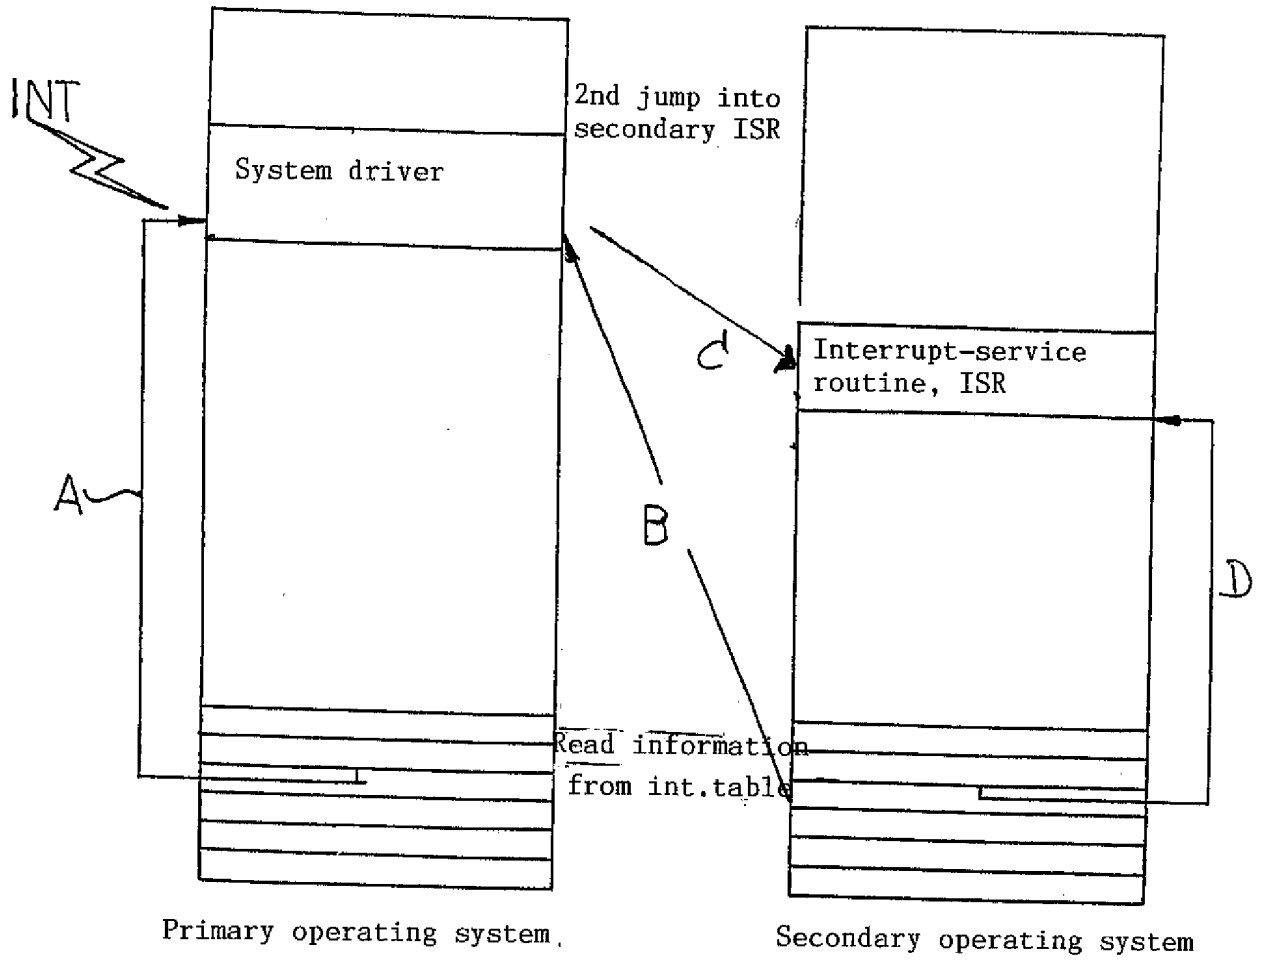 INT
2nd jump into
secondary ISR
System driver
C
Interrupt-service
routine, ISR
A
B
D
Read information
from int.table
Primary operating system
Secondary operating system